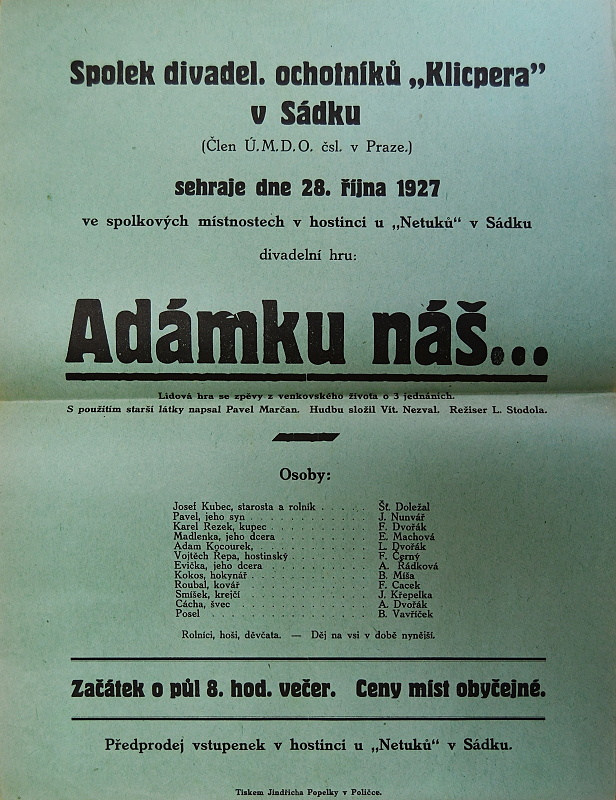 Spolek divadel. ochotníků „Klicpera"
v Sádku
(Člen Ú.M.D.O. čsl. v Praze.)
sehraje dne 28. října 1927
ve spolkových místnostech v hostinci u „Netuků" v Sádku
divadelní hru:
Adámku náš...
Lidová hra se zpěvy z venkovského života o 3 jednáních.
S použitím starší látky napsal Pavel Marčan. Hudbu složil Vít. Nezval. Režiser L. Stodola.
Osoby:
Josef Kubec, starosta a rolník . . . . . Št. Doležal
Pavel, jeho syn . . . . . . . . . . . J. Nunvář
Karel Rezek, kupec . . . . . . . . . F. Dvořák
Madlenka, jeho dcera . . . . . . . . E. Machová
Adam Kocourek, . . . . . . . . . . . L. Dvořák
Vojtěch Řepa, hostinský . . . . . . . F. Černý
Evička, jeho dcera . . . . . . . . . A. Řádková
Kokos, hokynář . . . . . . . . . . . B. Míša
Roubal, kovář . . . . . . . . . . . . F. Cacek
Smíšek, krejčí . . . . . . . . . . . J. Křepelka
Cácha, švec . . . . . . . . . . . . . A. Dvořák
Posel . . . . . . . . . . . . . . . . B. Vavříček
Rolníci, hoši, děvčata. — Děj na vsi v době nynější.
Začátek o půl 8. hod. večer. Ceny míst obyčejné.
Předprodej vstupenek v hostinci u „Netuků" v Sádku.
Tiskem Jindřicha Popelky v Poličce.